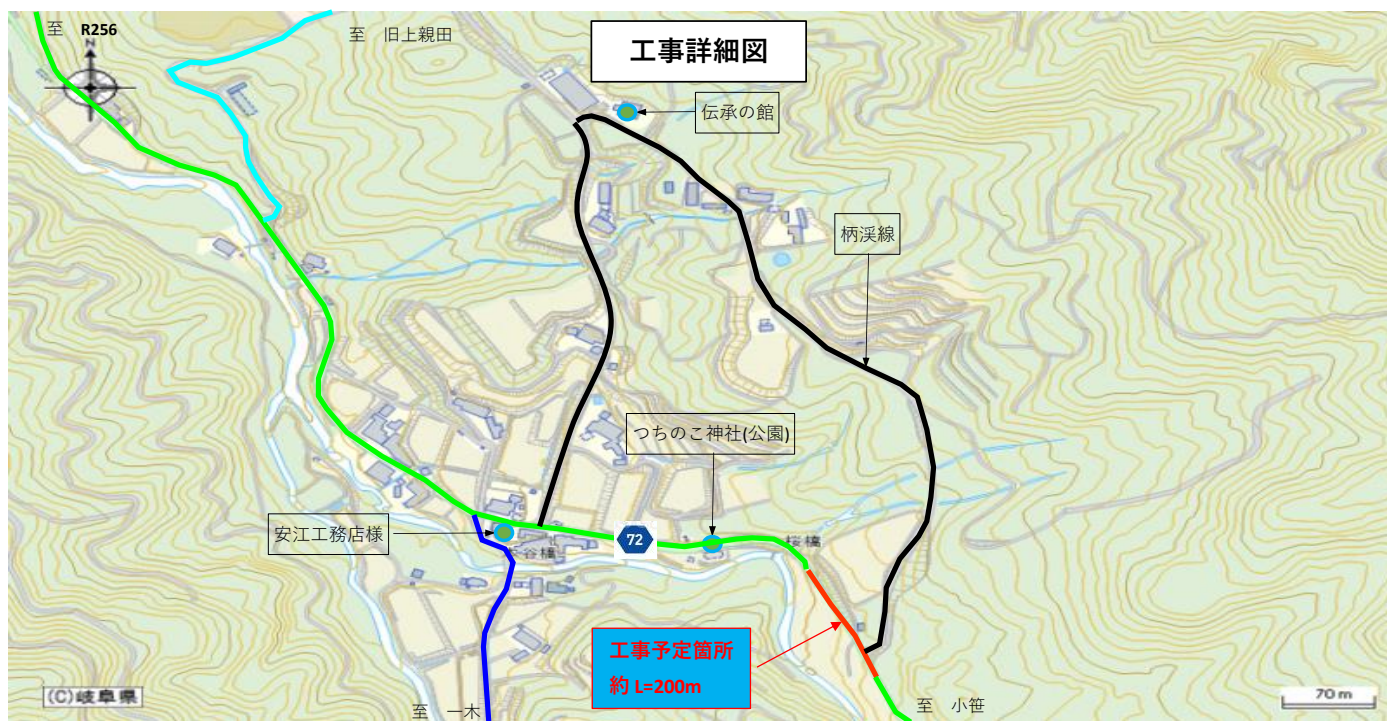 至 R256
N
至 旧上親田
工事詳細図
伝承の館
柄渓線
つちのこ神社(公園)
安江工務店様
72
谷橋
桜橋
工事予定箇所
約 L=200m
(C)岐阜県
至 一木
至 小笹
70 m